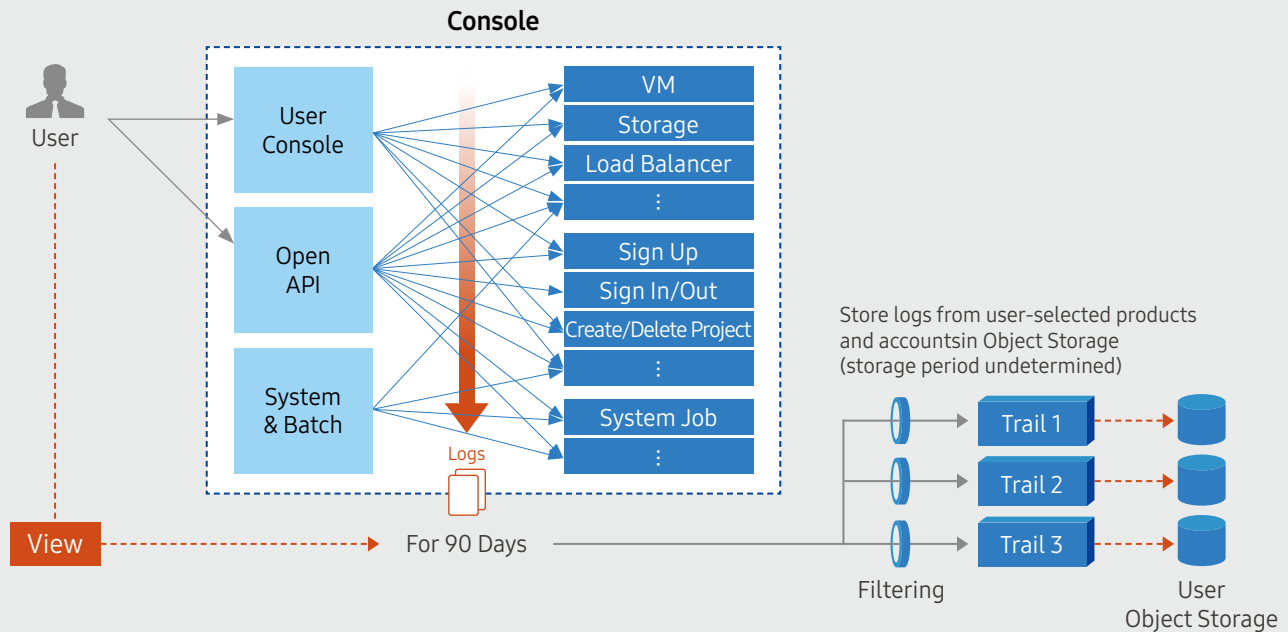 Console
User
User
Console
Open
API
System
& Batch
VM
Storage
Load Balancer
⋮
Sign Up
Sign In/Out
Create/Delete Project
⋮
System Job
⋮
Logs
View
For 90 Days
Store logs from user-selected products
and accountsin Object Storage
(storage period undetermined)
Trail 1
Trail 2
Trail 3
Filtering
User
Object Storage